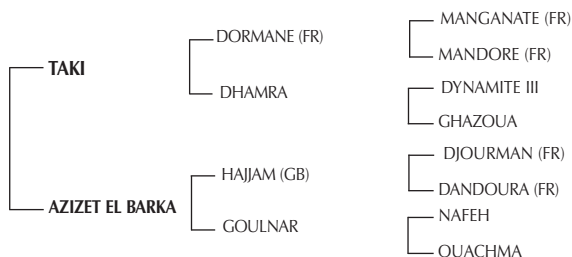 MANGANATE (FR)
DORMANE (FR)
MANDORE (FR)
TAKI
DYNAMITE III
DHAMRA
GHAZOUA
DJOURMAN (FR)
HAJJAM (GB)
DANDOURA (FR)
AZIZET EL BARKA
NAFEH
GOULNAR
OUACHMA